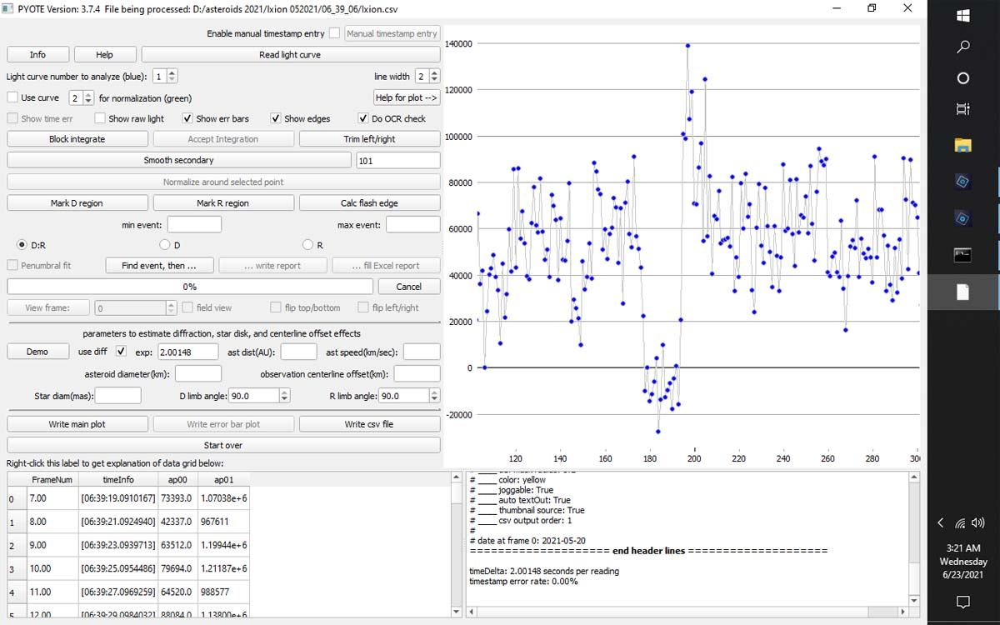 PYOTE Version: 3.7.4 File being processed: D:/asteroids 2021/Ixion 052021/06_39_06/Ixion.csv
Enable manual timestamp entry Manual timestamp entry
Info Help Read light curve
Light curve number to analyze (blue): 1 line width 2
Use curve 2 for normalization (green) Help for plot -->
Show time err Show raw light Show err bars Show edges Do OCR check
Block integrate Accept Integration Trim left/right
Smooth secondary 101
Normalize around selected point
Mark D region Mark R region Calc flash edge
min event: max event:
D:R D R
Penumbral fit Find event, then ... ... write report ... fill Excel report
0% Cancel
View frame: 0 field view flip top/bottom flip left/right
parameters to estimate diffraction, star disk, and centerline offset effects
Demo use diff exp: 2.00148 ast dist(AU): ast speed(km/sec):
asteroid diameter(km): observation centerline offset(km):
Star diam(mas): D limb angle: 90.0 R limb angle: 90.0
Write main plot Write error bar plot Write csv file
Start over
Right-click this label to get explanation of data grid below:
FrameNum timeInfo ap00 ap01
0 7.00 [06:39:19.0910167] 73393.0 1.07038e+6
1 8.00 [06:39:21.0924940] 42337.0 967611
2 9.00 [06:39:23.0939713] 63512.0 1.19944e+6
3 10.00 [06:39:25.0954486] 79694.0 1.21187e+6
4 11.00 [06:39:27.0969259] 64520.0 988577
5 12.00 [06:39:29.0984032] 88084.0 1.13800e+6
140000
120000
100000
80000
60000
40000
20000
0
-20000
120 140 160 180 200 220 240 260 280 30
# ____ color: yellow
# ____ joggable: True
# ____ auto textOut: True
# ____ thumbnail source: True
# ____ csv output order: 1
#
# date at frame 0: 2021-05-20
==================== end header lines ====================
timeDelta: 2.00148 seconds per reading
timestamp error rate: 0.00%
3:21 AM
Wednesday
6/23/2021